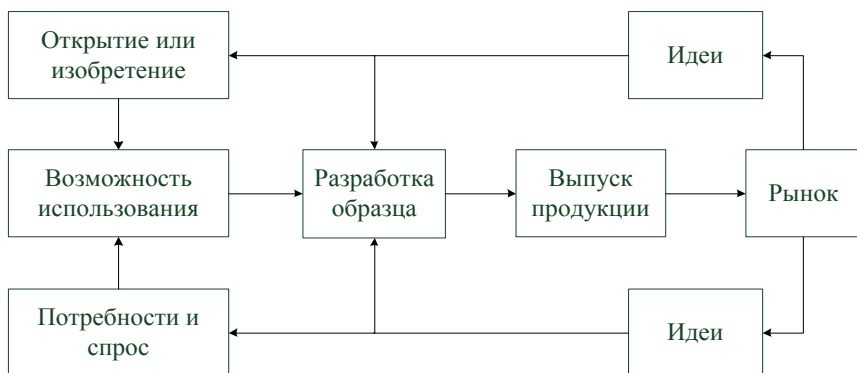 Открытие или
изобретение
Идеи
Возможность
использования
Разработка
образца
Выпуск
продукции
Рынок
Потребности и
спрос
Идеи